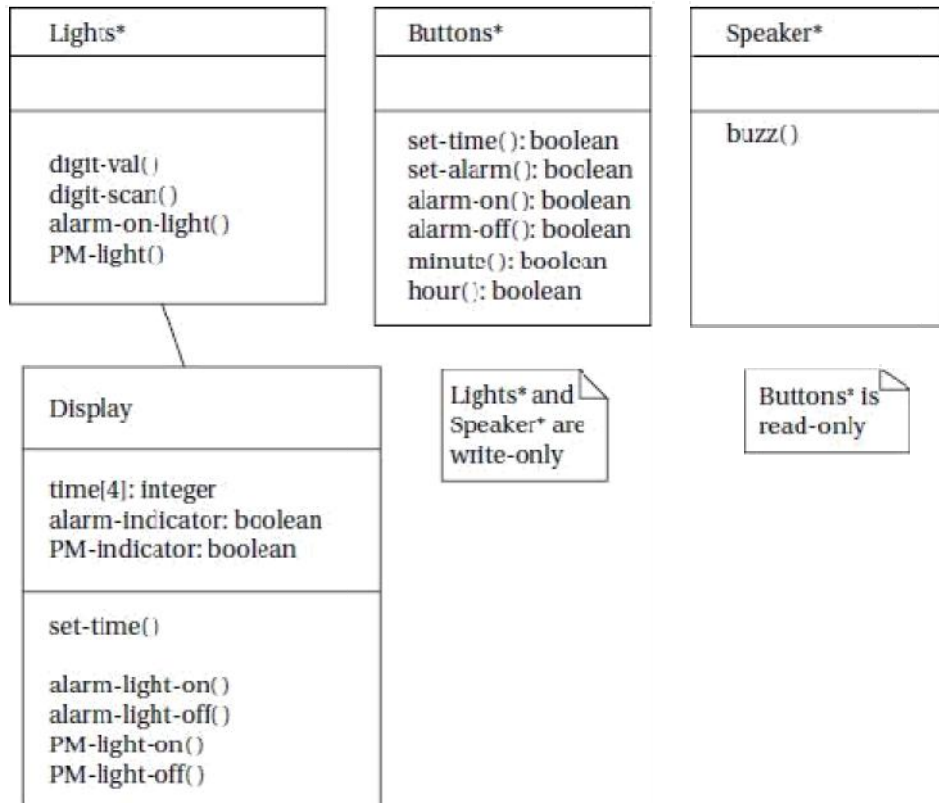 Lights*
digit-val()
digit-scan()
alarm-on-light()
PM-light()
Buttons*
set-time(): boolean
set-alarm(): boolean
alarm-on(): boolean
alarm-off(): boolean
minute(): boolean
hour(): boolean
Speaker*
buzz()
Display
time[4]: integer
alarm-indicator: boolean
PM-indicator: boolean
set-time()
alarm-light-on()
alarm-light-off()
PM-light-on()
PM-light-off()
Lights* and
Speaker* are
write-only
Buttons* is
read-only